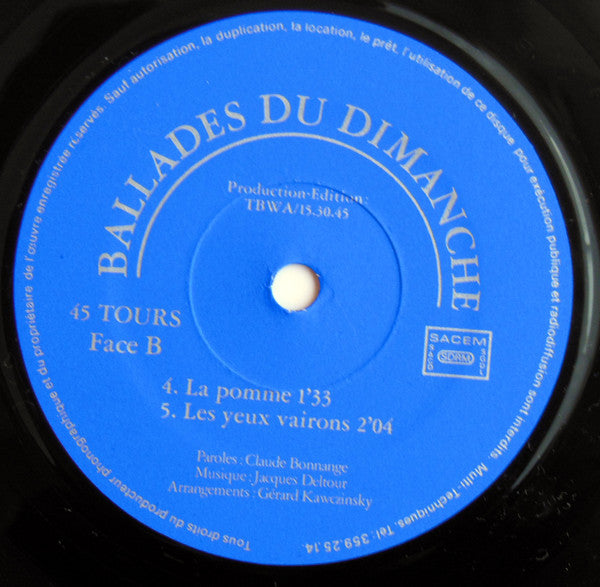 Tous droits du producteur phonographique et du propriétaire de l'œuvre enregistrée réservés. Sauf autorisation, la duplication, la location, le prêt, l'utilisation de ce disque pour exécution publique et radiodiffusion sont interdits. Multi-Techniques. Tél: 359.25.14.
BALLADES DU DIMANCHE
Production-Edition:
TBWA/15.30.45
45 TOURS
Face B
SACEM
SACD
SDRM
SGDL
4. La pomme 1'33
5. Les yeux vairons 2'04
Paroles: Claude Bonnange
Musique: Jacques Deltour
Arrangements: Gérard Kawczinsky